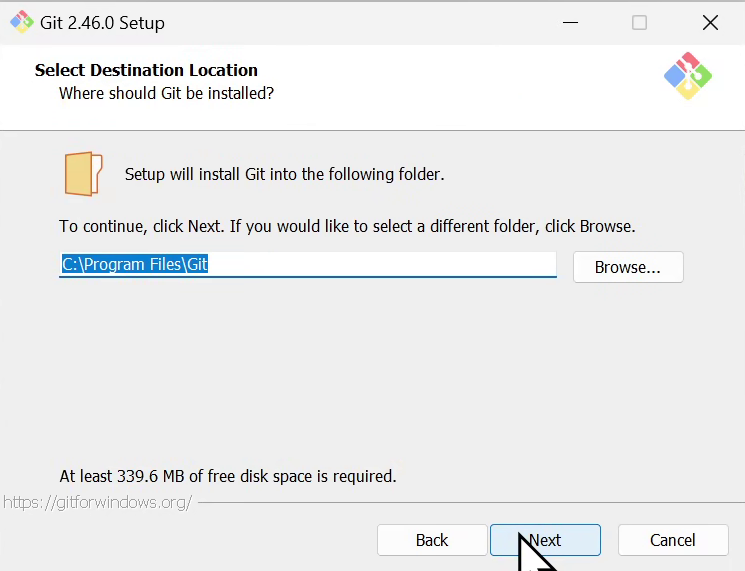 Git 2.46.0 Setup
Select Destination Location
Where should Git be installed?
Setup will install Git into the following folder.
To continue, click Next. If you would like to select a different folder, click Browse.
C:\Program Files\Git
Browse...
At least 339.6 MB of free disk space is required.
https://gitforwindows.org/
Back
Next
Cancel